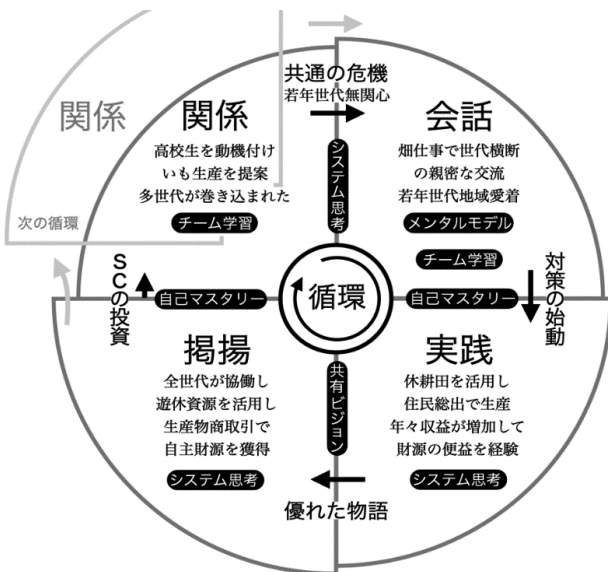 共通の危機
若年世代無関心
関係
関係
高校生を動機付け
いも生産を提案
多世代が巻き込まれた
チーム学習
次の循環
システム思考
会話
畑仕事で世代横断
の親密な交流
若年世代地域愛着
メンタルモデル
チーム学習
SCの投資
自己マスタリー
循環
自己マスタリー
対策の始動
掲揚
全世代が協働し
遊休資源を活用し
生産物商取引で
自主財源を獲得
システム思考
共有ビジョン
実践
休耕田を活用し
住民総出で生産
年々収益が増加して
財源の便益を経験
システム思考
優れた物語